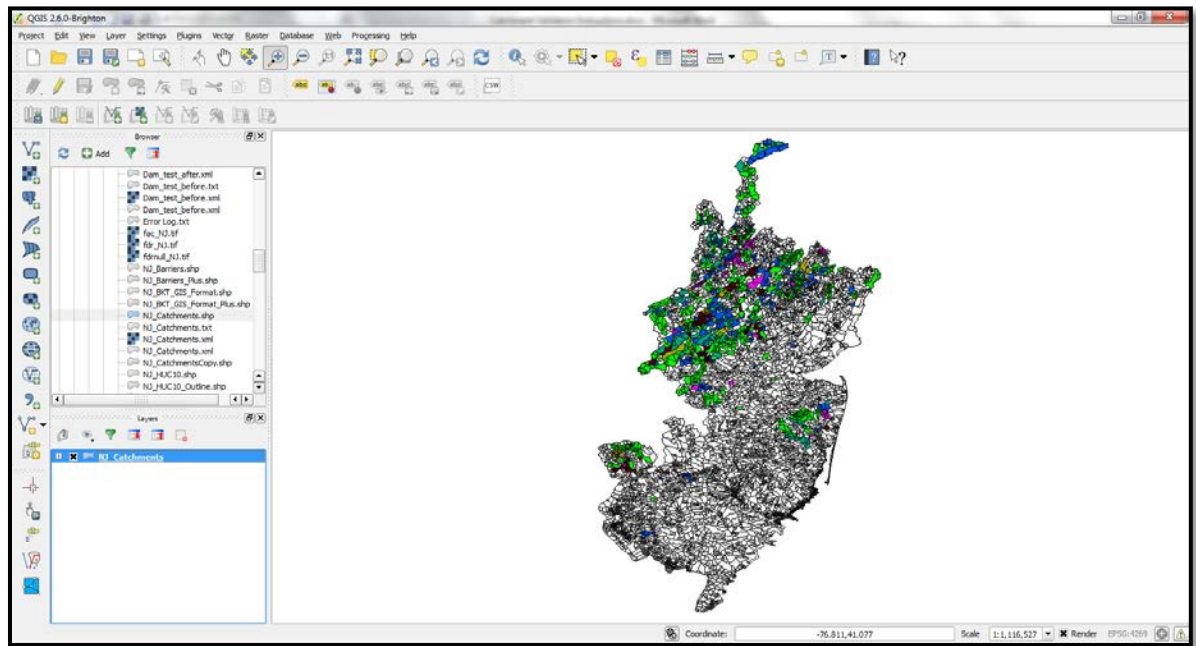 QGIS 2.6.0-Brighton
Project Edit View Layer Settings Plugins Vector Raster Database Web Processing Help
CSW
Browser
Add
Dam_test_after.xml
Dam_test_before.txt
Dam_test_before.xml
Dam_test_before.xml
Error Log.txt
fac_NJ.tif
fdr_NJ.tif
fdrnull_NJ.tif
NJ_Barriers.shp
NJ_Barriers_Plus.shp
NJ_BKT_GIS_Format.shp
NJ_BKT_GIS_Format_Plus.shp
NJ_Catchments.shp
NJ_Catchments.txt
NJ_Catchments.xml
NJ_Catchments.xml
NJ_CatchmentsCopy.shp
NJ_HUC10.shp
NJ_HUC10_Outline.shp
Layers
NJ_Catchments
Coordinate: -76.811,41.077 Scale 1:1,116,527 Render EPSG:4269